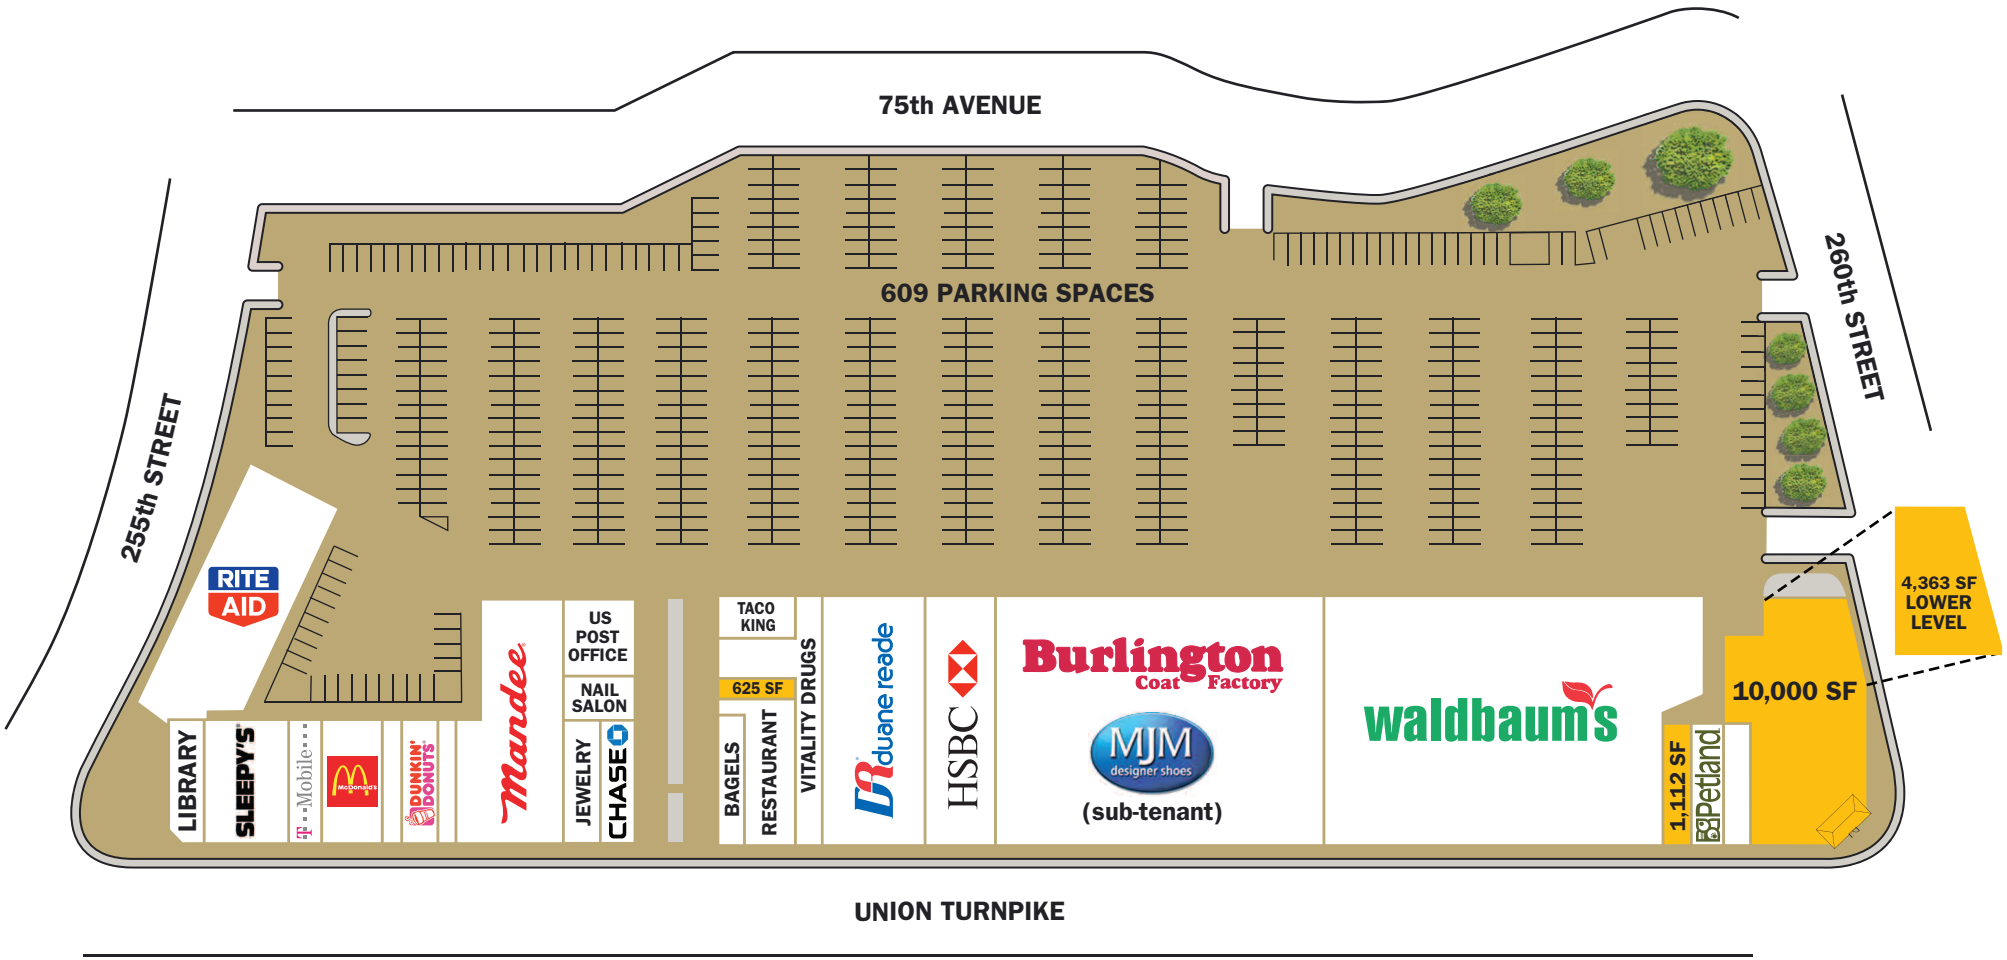 75th AVENUE
609 PARKING SPACES
260th STREET
255th STREET
RITE
AID
4,363 SF
LOWER
LEVEL
LIBRARY
SLEEPY'S
T··Mobile···
McDonald's
DUNKIN'
DONUTS
Mandee
US
POST
OFFICE
NAIL
SALON
JEWELRY
CHASE
TACO
KING
625 SF
BAGELS
RESTAURANT
VITALITY DRUGS
DR duane reade
HSBC
Burlington
Coat Factory
MJM
designer shoes
(sub-tenant)
waldbaum's
1,112 SF
Petland
10,000 SF
UNION TURNPIKE